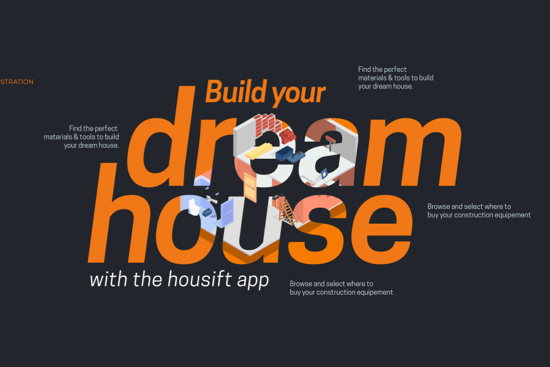 STRATION
Find the perfect
materials & tools to build
your dream house.
Build your
Find the perfect
materials & tools to build
your dream house.
dream
house
Browse and select where to
buy your construction equipement
with the housift app
Browse and select where to
buy your construction equipement